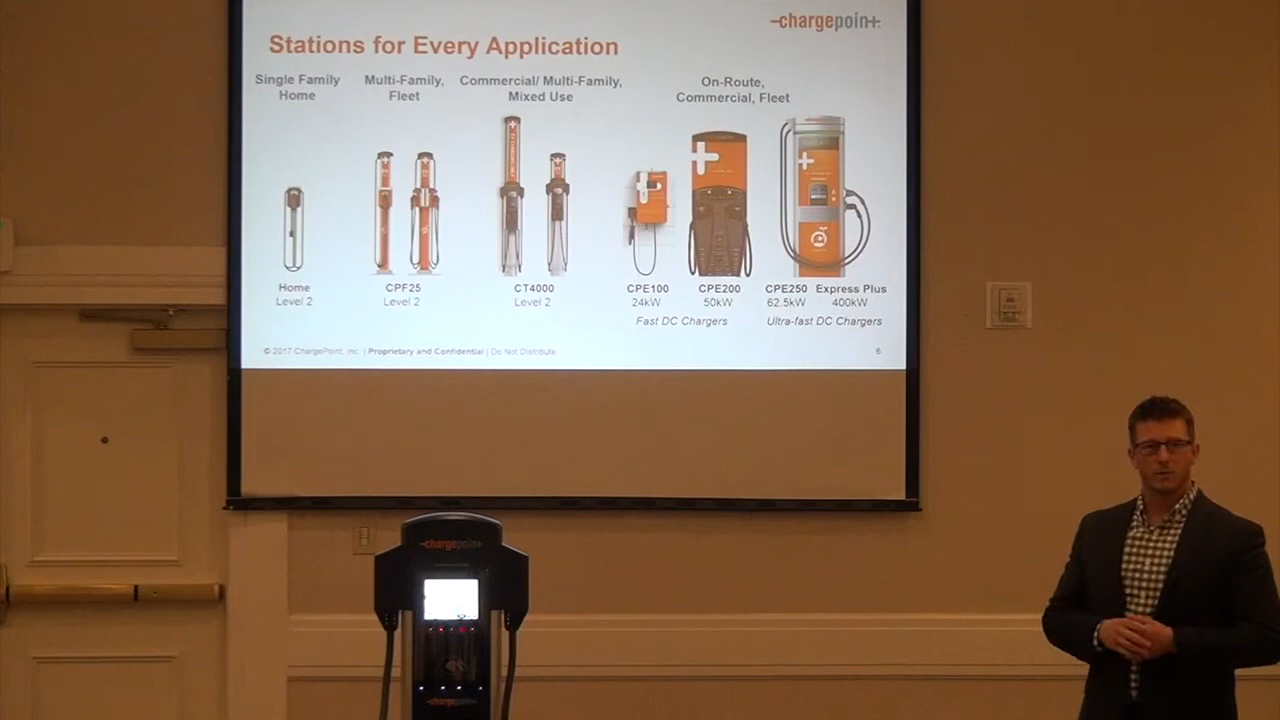 -chargepoin+
Stations for Every Application
Single Family
Home
Multi-Family,
Fleet
Commercial/ Multi-Family,
Mixed Use
On-Route,
Commercial, Fleet
Home
Level 2
CPF25
Level 2
CT4000
Level 2
CPE100
24kW
CPE200
50kW
CPE250
62.5kW
Express Plus
400kW
Fast DC Chargers
Ultra-fast DC Chargers
© 2017 ChargePoint, Inc. | Proprietary and Confidential | Do Not Distribute
6
-chargepoin+
-chargepoin+